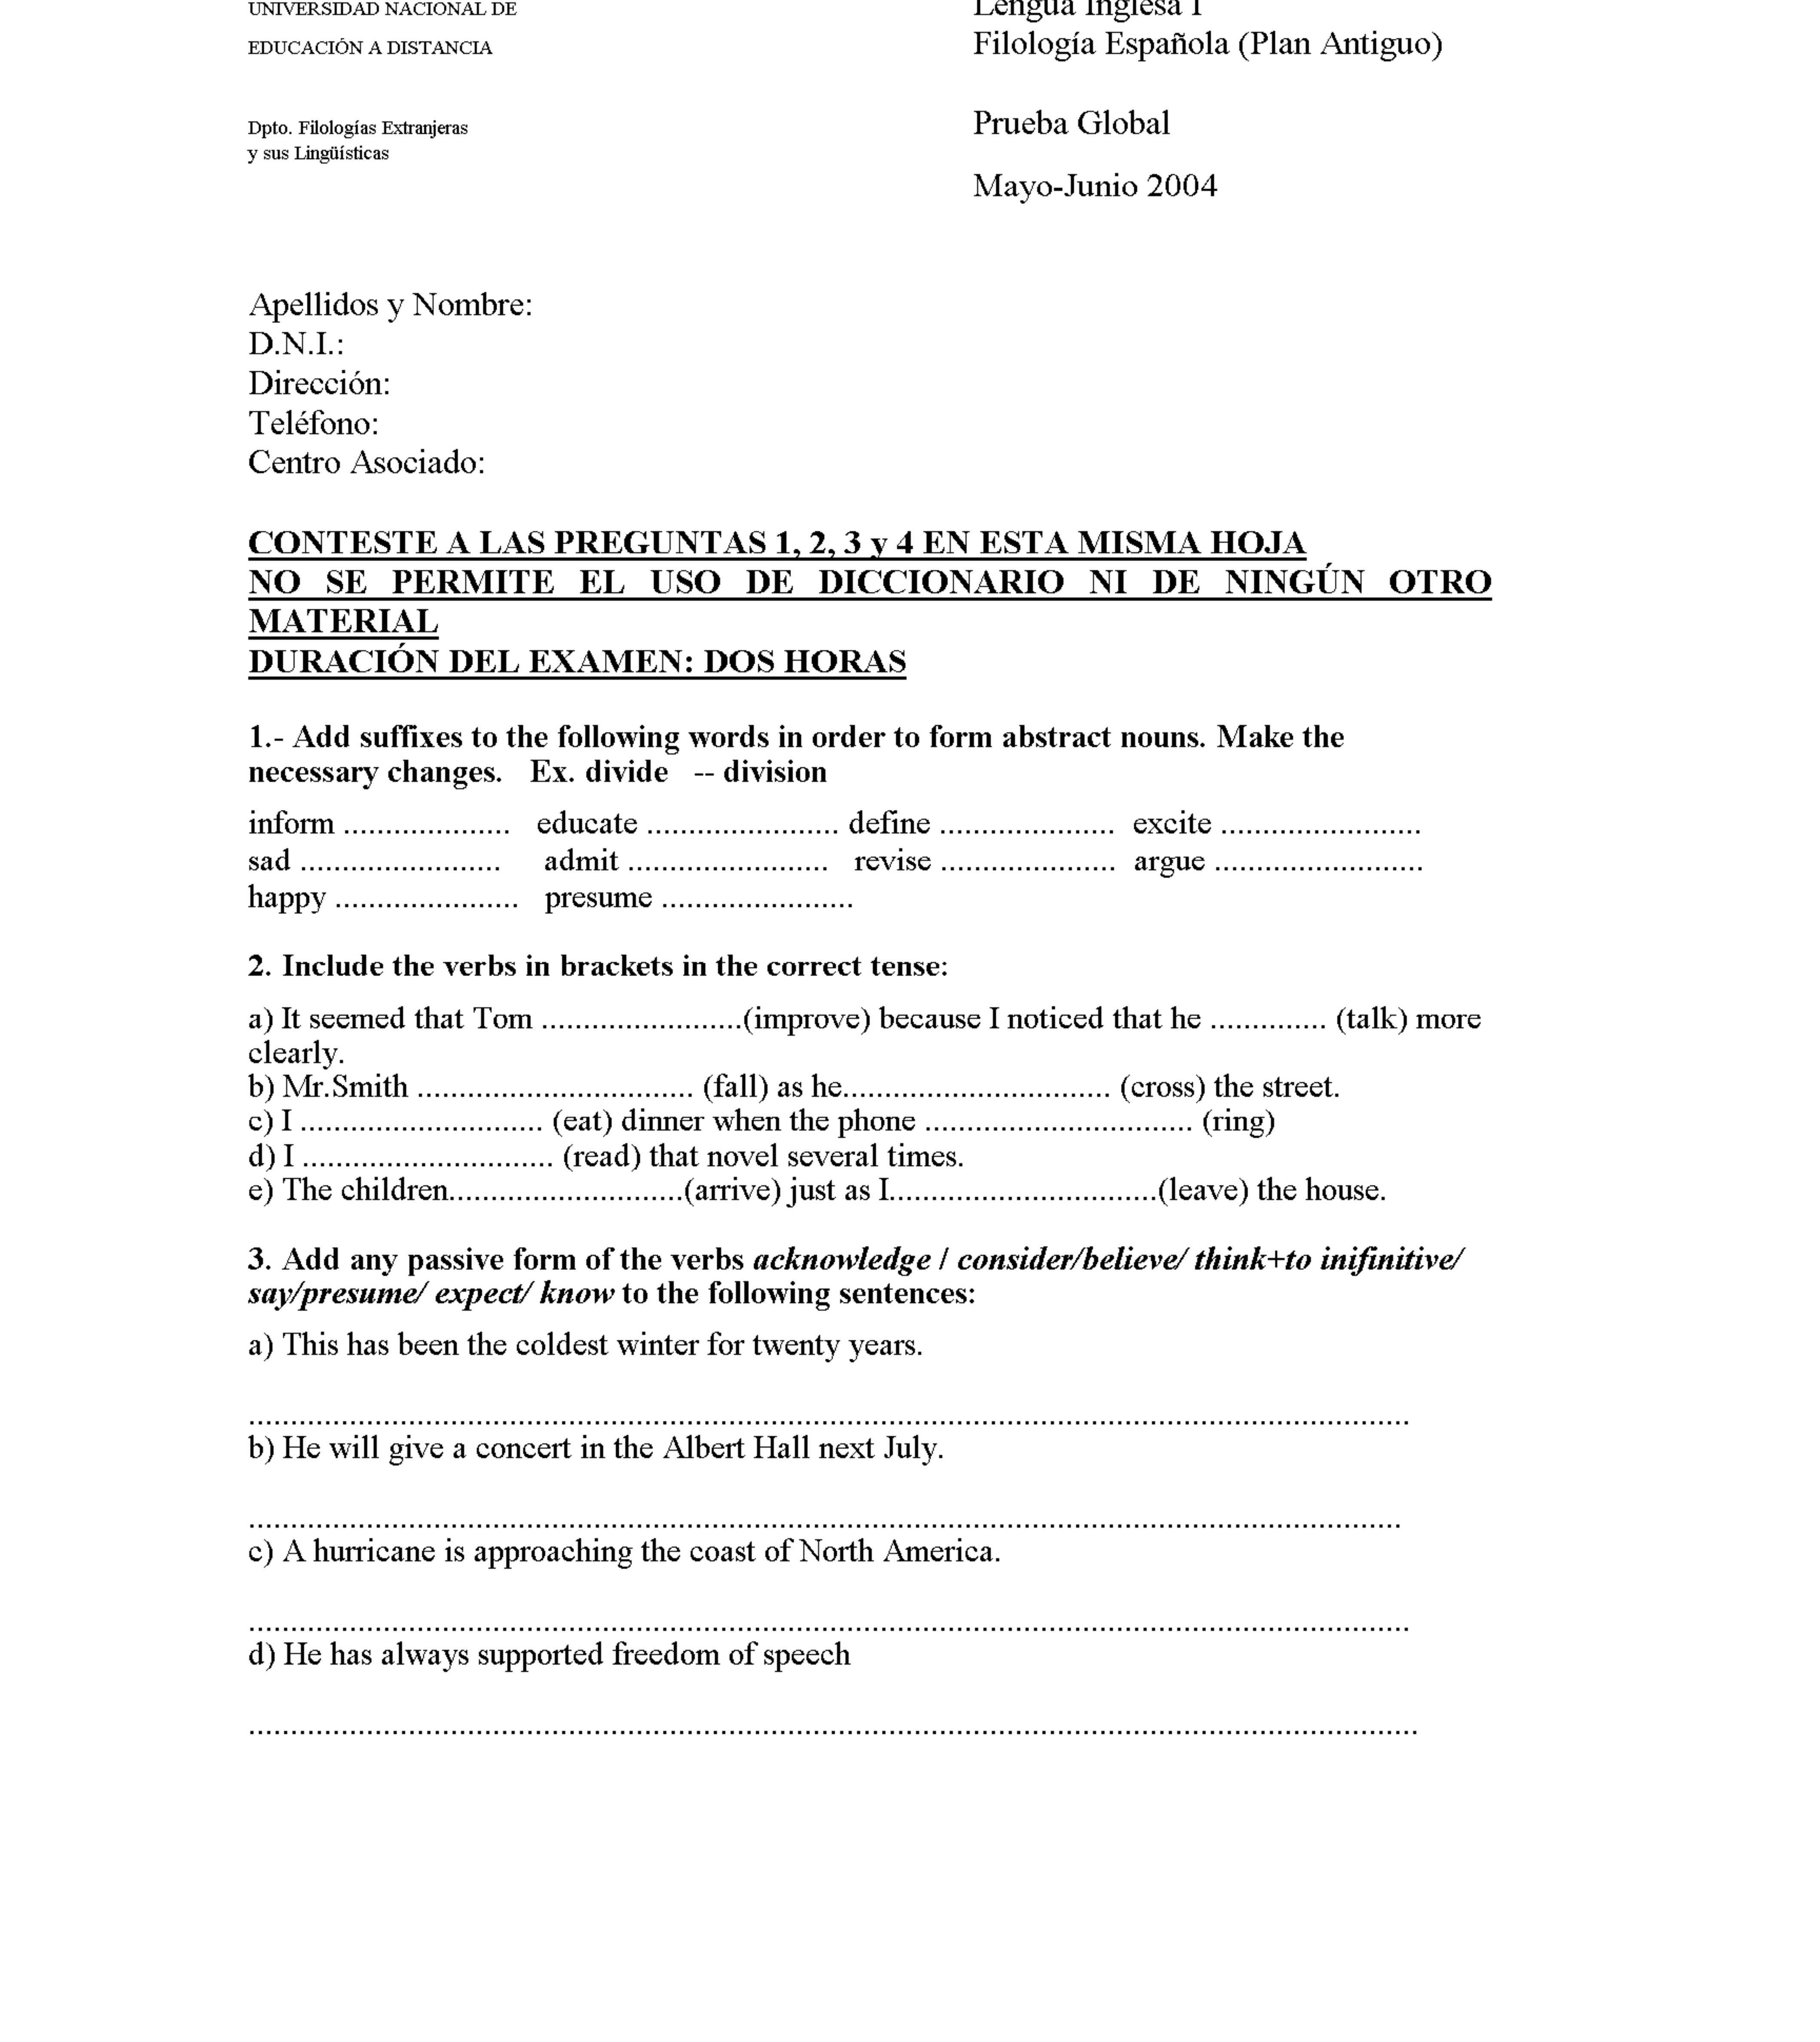 UNIVERSIDAD NACIONAL DE
EDUCACIÓN A DISTANCIA
Dpto. Filologías Extranjeras
y sus Lingüísticas
Lengua Inglesa I
Filología Española (Plan Antiguo)
Prueba Global
Mayo-Junio 2004
Apellidos y Nombre:
D.N.I.:
Dirección:
Teléfono:
Centro Asociado:
CONTESTE A LAS PREGUNTAS 1, 2, 3 y 4 EN ESTA MISMA HOJA
NO SE PERMITE EL USO DE DICCIONARIO NI DE NINGÚN OTRO
MATERIAL
DURACIÓN DEL EXAMEN: DOS HORAS
1.- Add suffixes to the following words in order to form abstract nouns. Make the
necessary changes. Ex. divide -- division
inform .................... educate ....................... define ..................... excite ........................
sad ........................ admit ........................ revise ..................... argue .........................
happy ...................... presume .......................
2. Include the verbs in brackets in the correct tense:
a) It seemed that Tom ........................(improve) because I noticed that he .............. (talk) more
clearly.
b) Mr.Smith ................................. (fall) as he................................ (cross) the street.
c) I ............................. (eat) dinner when the phone ................................ (ring)
d) I .............................. (read) that novel several times.
e) The children............................(arrive) just as I................................(leave) the house.
3. Add any passive form of the verbs acknowledge / consider/believe/ think+to inifinitive/
say/presume/ expect/ know to the following sentences:
a) This has been the coldest winter for twenty years.
...........................................................................................................................................
b) He will give a concert in the Albert Hall next July.
..........................................................................................................................................
c) A hurricane is approaching the coast of North America.
...........................................................................................................................................
d) He has always supported freedom of speech
............................................................................................................................................